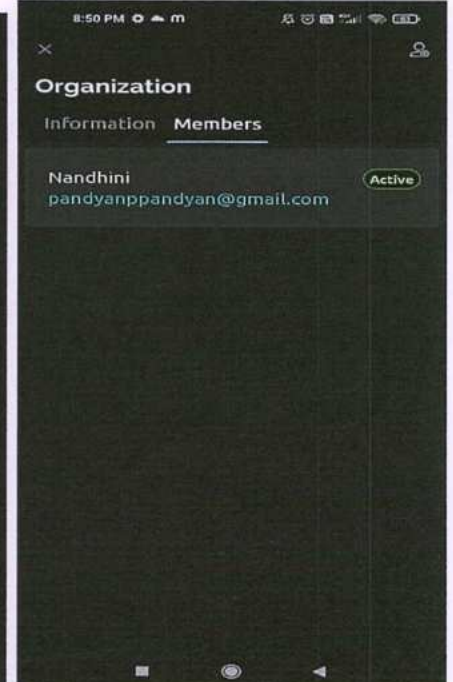 8:50 PM
Organization
Information Members
Nandhini
Active
pandyanppandyan@gmail.com